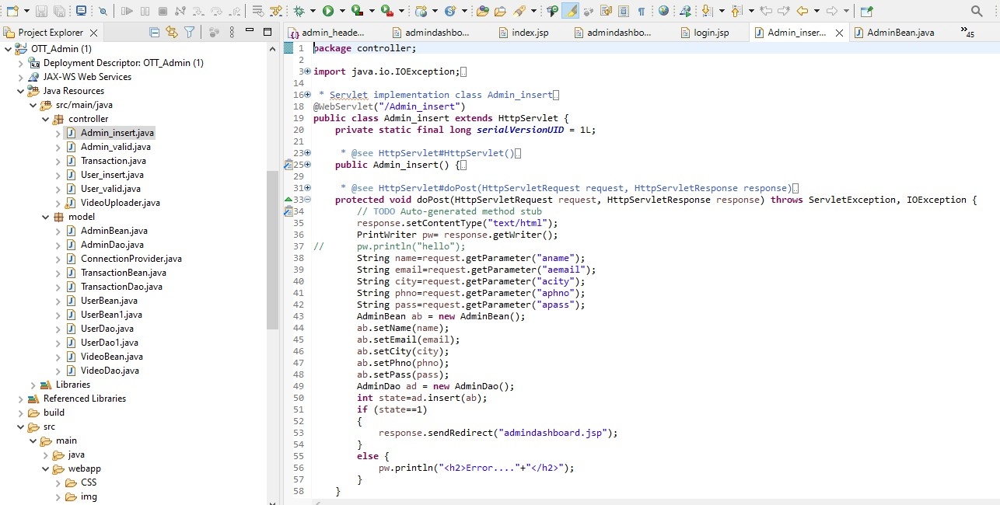 Project Explorer
OTT_Admin (1)
Deployment Descriptor: OTT_Admin (1)
JAX-WS Web Services
Java Resources
src/main/java
controller
Admin_insert.java
Admin_valid.java
Transaction.java
User_insert.java
User_valid.java
VideoUploader.java
model
AdminBean.java
AdminDao.java
ConnectionProvider.java
TransactionBean.java
TransactionDao.java
UserBean.java
UserBean1.java
UserDao.java
UserDao1.java
VideoBean.java
VideoDao.java
Libraries
Referenced Libraries
build
src
main
java
webapp
CSS
img
admin_heade... admindashbo... index.jsp admindashbo... login.jsp Admin_inser... AdminBean.java »45
1 package controller;
2
3 import java.io.IOException;
14
16 * Servlet implementation class Admin_insert
18 @WebServlet("/Admin_insert")
19 public class Admin_insert extends HttpServlet {
20 private static final long serialVersionUID = 1L;
21
23 * @see HttpServlet#HttpServlet()
25 public Admin_insert() {
29
31 * @see HttpServlet#doPost(HttpServletRequest request, HttpServletResponse response)
33 protected void doPost(HttpServletRequest request, HttpServletResponse response) throws ServletException, IOException {
34 // TODO Auto-generated method stub
35 response.setContentType("text/html");
36 PrintWriter pw= response.getWriter();
37 // pw.println("hello");
38 String name=request.getParameter("aname");
39 String email=request.getParameter("aemail");
40 String city=request.getParameter("acity");
41 String phno=request.getParameter("aphno");
42 String pass=request.getParameter("apass");
43 AdminBean ab = new AdminBean();
44 ab.setName(name);
45 ab.setEmail(email);
46 ab.setCity(city);
47 ab.setPhno(phno);
48 ab.setPass(pass);
49 AdminDao ad = new AdminDao();
50 int state=ad.insert(ab);
51 if (state==1)
52 {
53 response.sendRedirect("admindashboard.jsp");
54 }
55 else {
56 pw.println("<h2>Error...."+"</h2>");
57 }
58 }